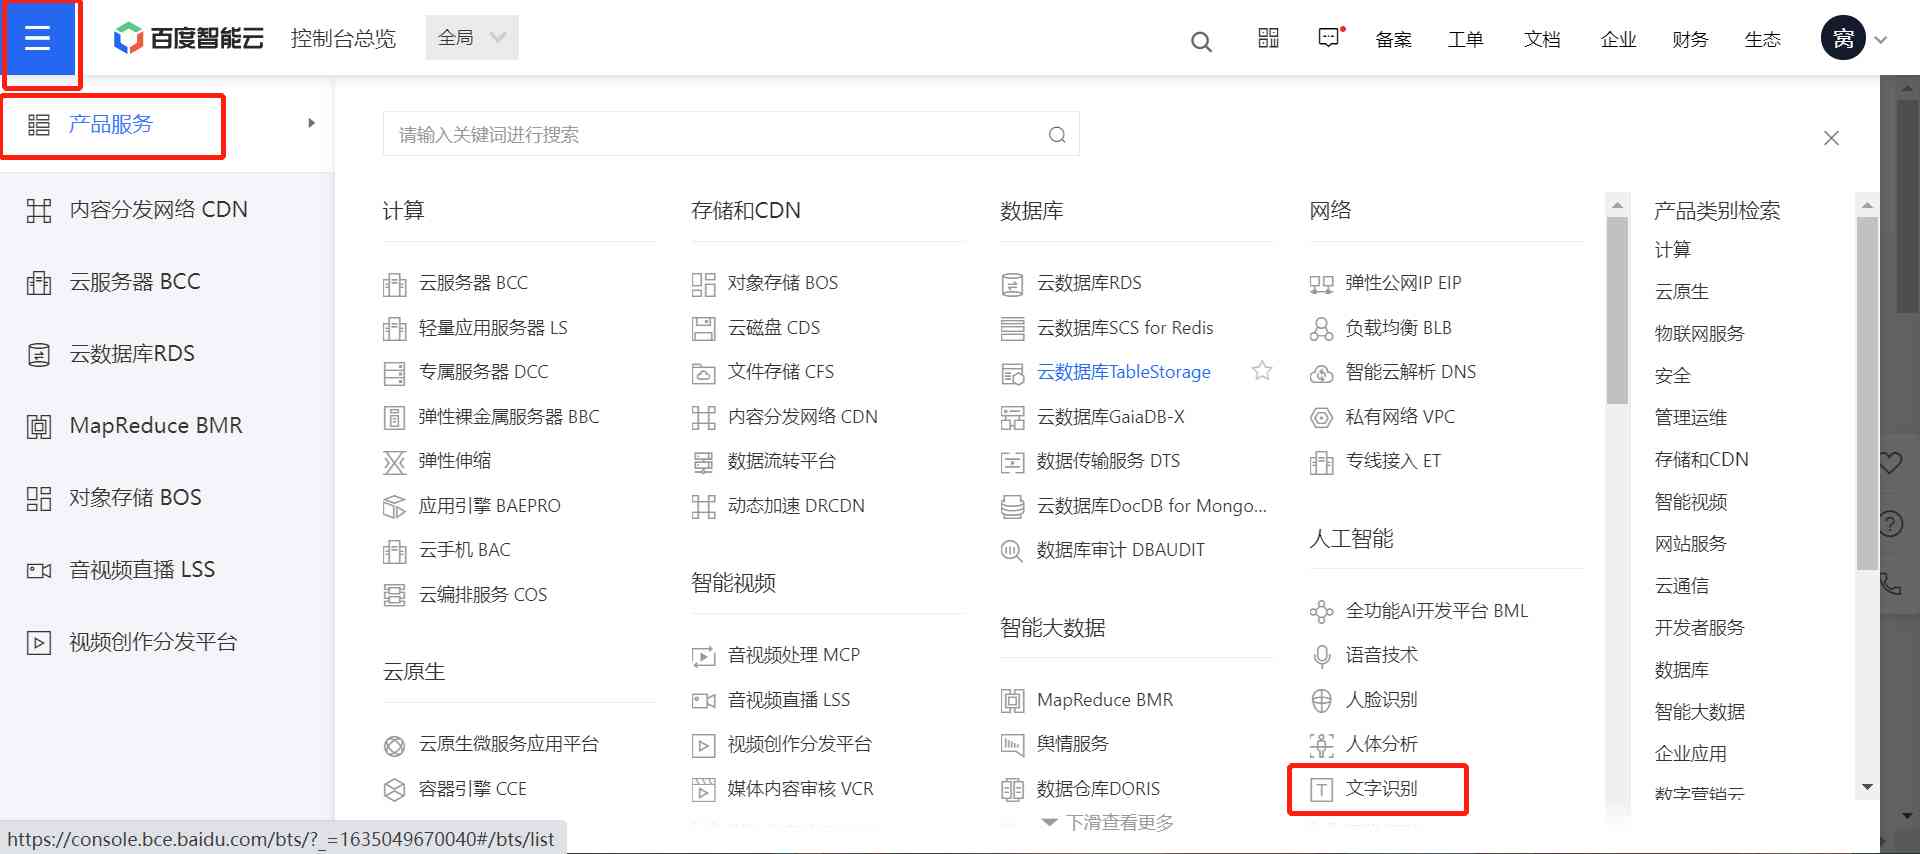 百度智能云
控制台总览
全局
备案
工单
文档
企业
财务
生态
窝
产品服务
内容分发网络 CDN
云服务器 BCC
云数据库RDS
MapReduce BMR
对象存储 BOS
音视频直播 LSS
视频创作分发平台
请输入关键词进行搜索
计算
云服务器 BCC
轻量应用服务器 LS
专属服务器 DCC
弹性裸金属服务器 BBC
弹性伸缩
应用引擎 BAEPRO
云手机 BAC
云编排服务 COS
云原生
云原生微服务应用平台
容器引擎 CCE
存储和CDN
对象存储 BOS
云磁盘 CDS
文件存储 CFS
内容分发网络 CDN
数据流转平台
动态加速 DRCDN
智能视频
音视频处理 MCP
音视频直播 LSS
视频创作分发平台
媒体内容审核 VCR
数据库
云数据库RDS
云数据库SCS for Redis
云数据库TableStorage
云数据库GaiaDB-X
数据传输服务 DTS
云数据库DocDB for Mongo...
数据库审计 DBAUDIT
智能大数据
MapReduce BMR
舆情服务
数据仓库DORIS
下滑查看更多
网络
弹性公网IP EIP
负载均衡 BLB
智能云解析 DNS
私有网络 VPC
专线接入 ET
人工智能
全功能AI开发平台 BML
语音技术
人脸识别
人体分析
文字识别
产品类别检索
计算
云原生
物联网服务
安全
管理运维
存储和CDN
智能视频
网站服务
云通信
开发者服务
数据库
智能大数据
企业应用
数字营销云
https://console.bce.baidu.com/bts/?_=1635049670040#/bts/list